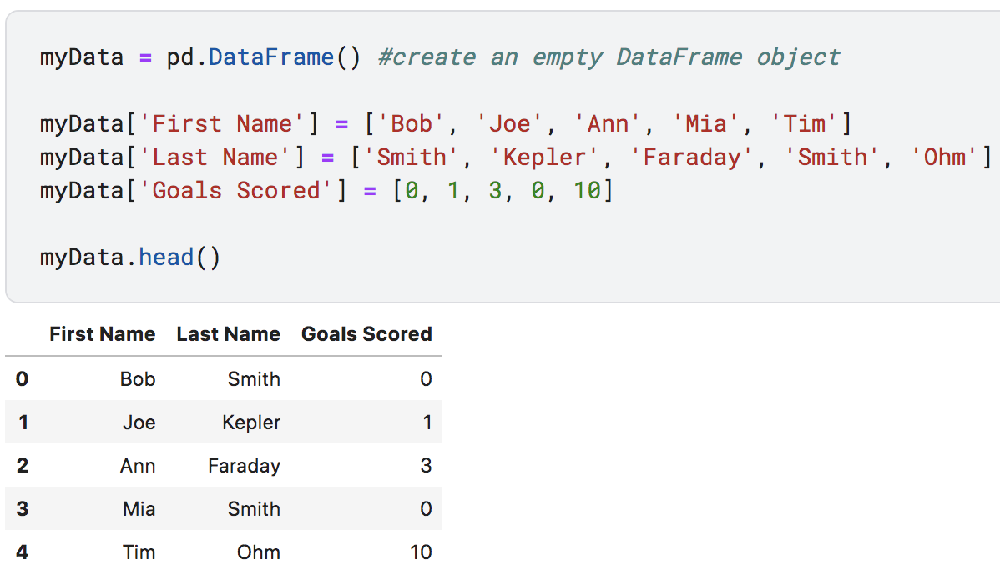 myData = pd.DataFrame() #create an empty DataFrame object
myData['First Name'] = ['Bob', 'Joe', 'Ann', 'Mia', 'Tim']
myData['Last Name'] = ['Smith', 'Kepler', 'Faraday', 'Smith', 'Ohm']
myData['Goals Scored'] = [0, 1, 3, 0, 10]
myData.head()
First Name Last Name Goals Scored
0 Bob Smith 0
1 Joe Kepler 1
2 Ann Faraday 3
3 Mia Smith 0
4 Tim Ohm 10